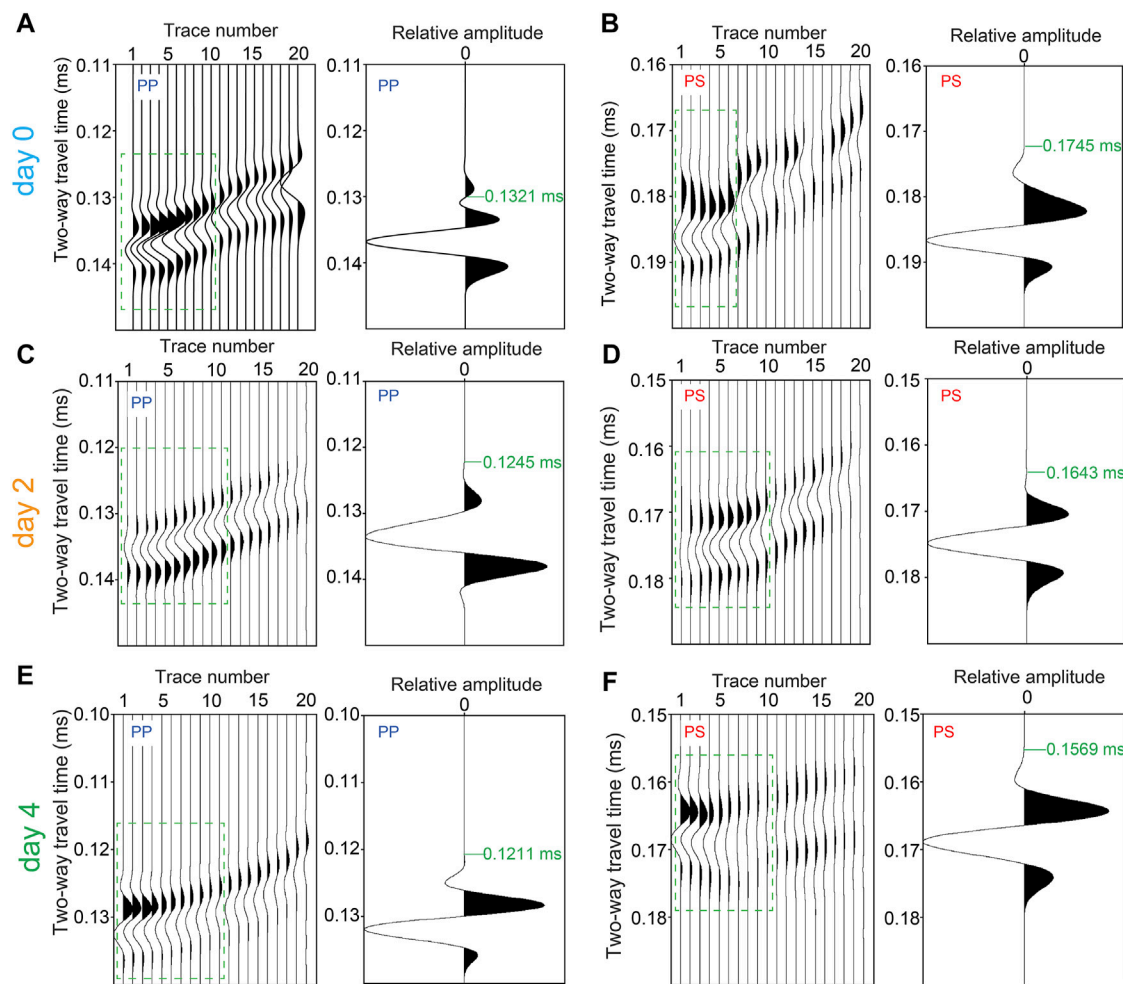 A
Trace number
1 5 10 15 20
Two-way travel time (ms)
0.11
0.12
0.13
0.14
PP
Relative amplitude
0
0.11
0.12
0.13
0.14
PP
0.1321 ms
B
Trace number
1 5 10 15 20
Two-way travel time (ms)
0.16
0.17
0.18
0.19
PS
Relative amplitude
0
0.16
0.17
0.18
0.19
PS
0.1745 ms
day 0
C
Trace number
1 5 10 15 20
Two-way travel time (ms)
0.11
0.12
0.13
0.14
PP
Relative amplitude
0
0.11
0.12
0.13
0.14
PP
0.1245 ms
D
Trace number
1 5 10 15 20
Two-way travel time (ms)
0.15
0.16
0.17
0.18
PS
Relative amplitude
0
0.15
0.16
0.17
0.18
PS
0.1643 ms
day 2
E
Trace number
1 5 10 15 20
Two-way travel time (ms)
0.10
0.11
0.12
0.13
PP
Relative amplitude
0
0.10
0.11
0.12
0.13
PP
0.1211 ms
F
Trace number
1 5 10 15 20
Two-way travel time (ms)
0.15
0.16
0.17
0.18
PS
Relative amplitude
0
0.15
0.16
0.17
0.18
PS
0.1569 ms
day 4